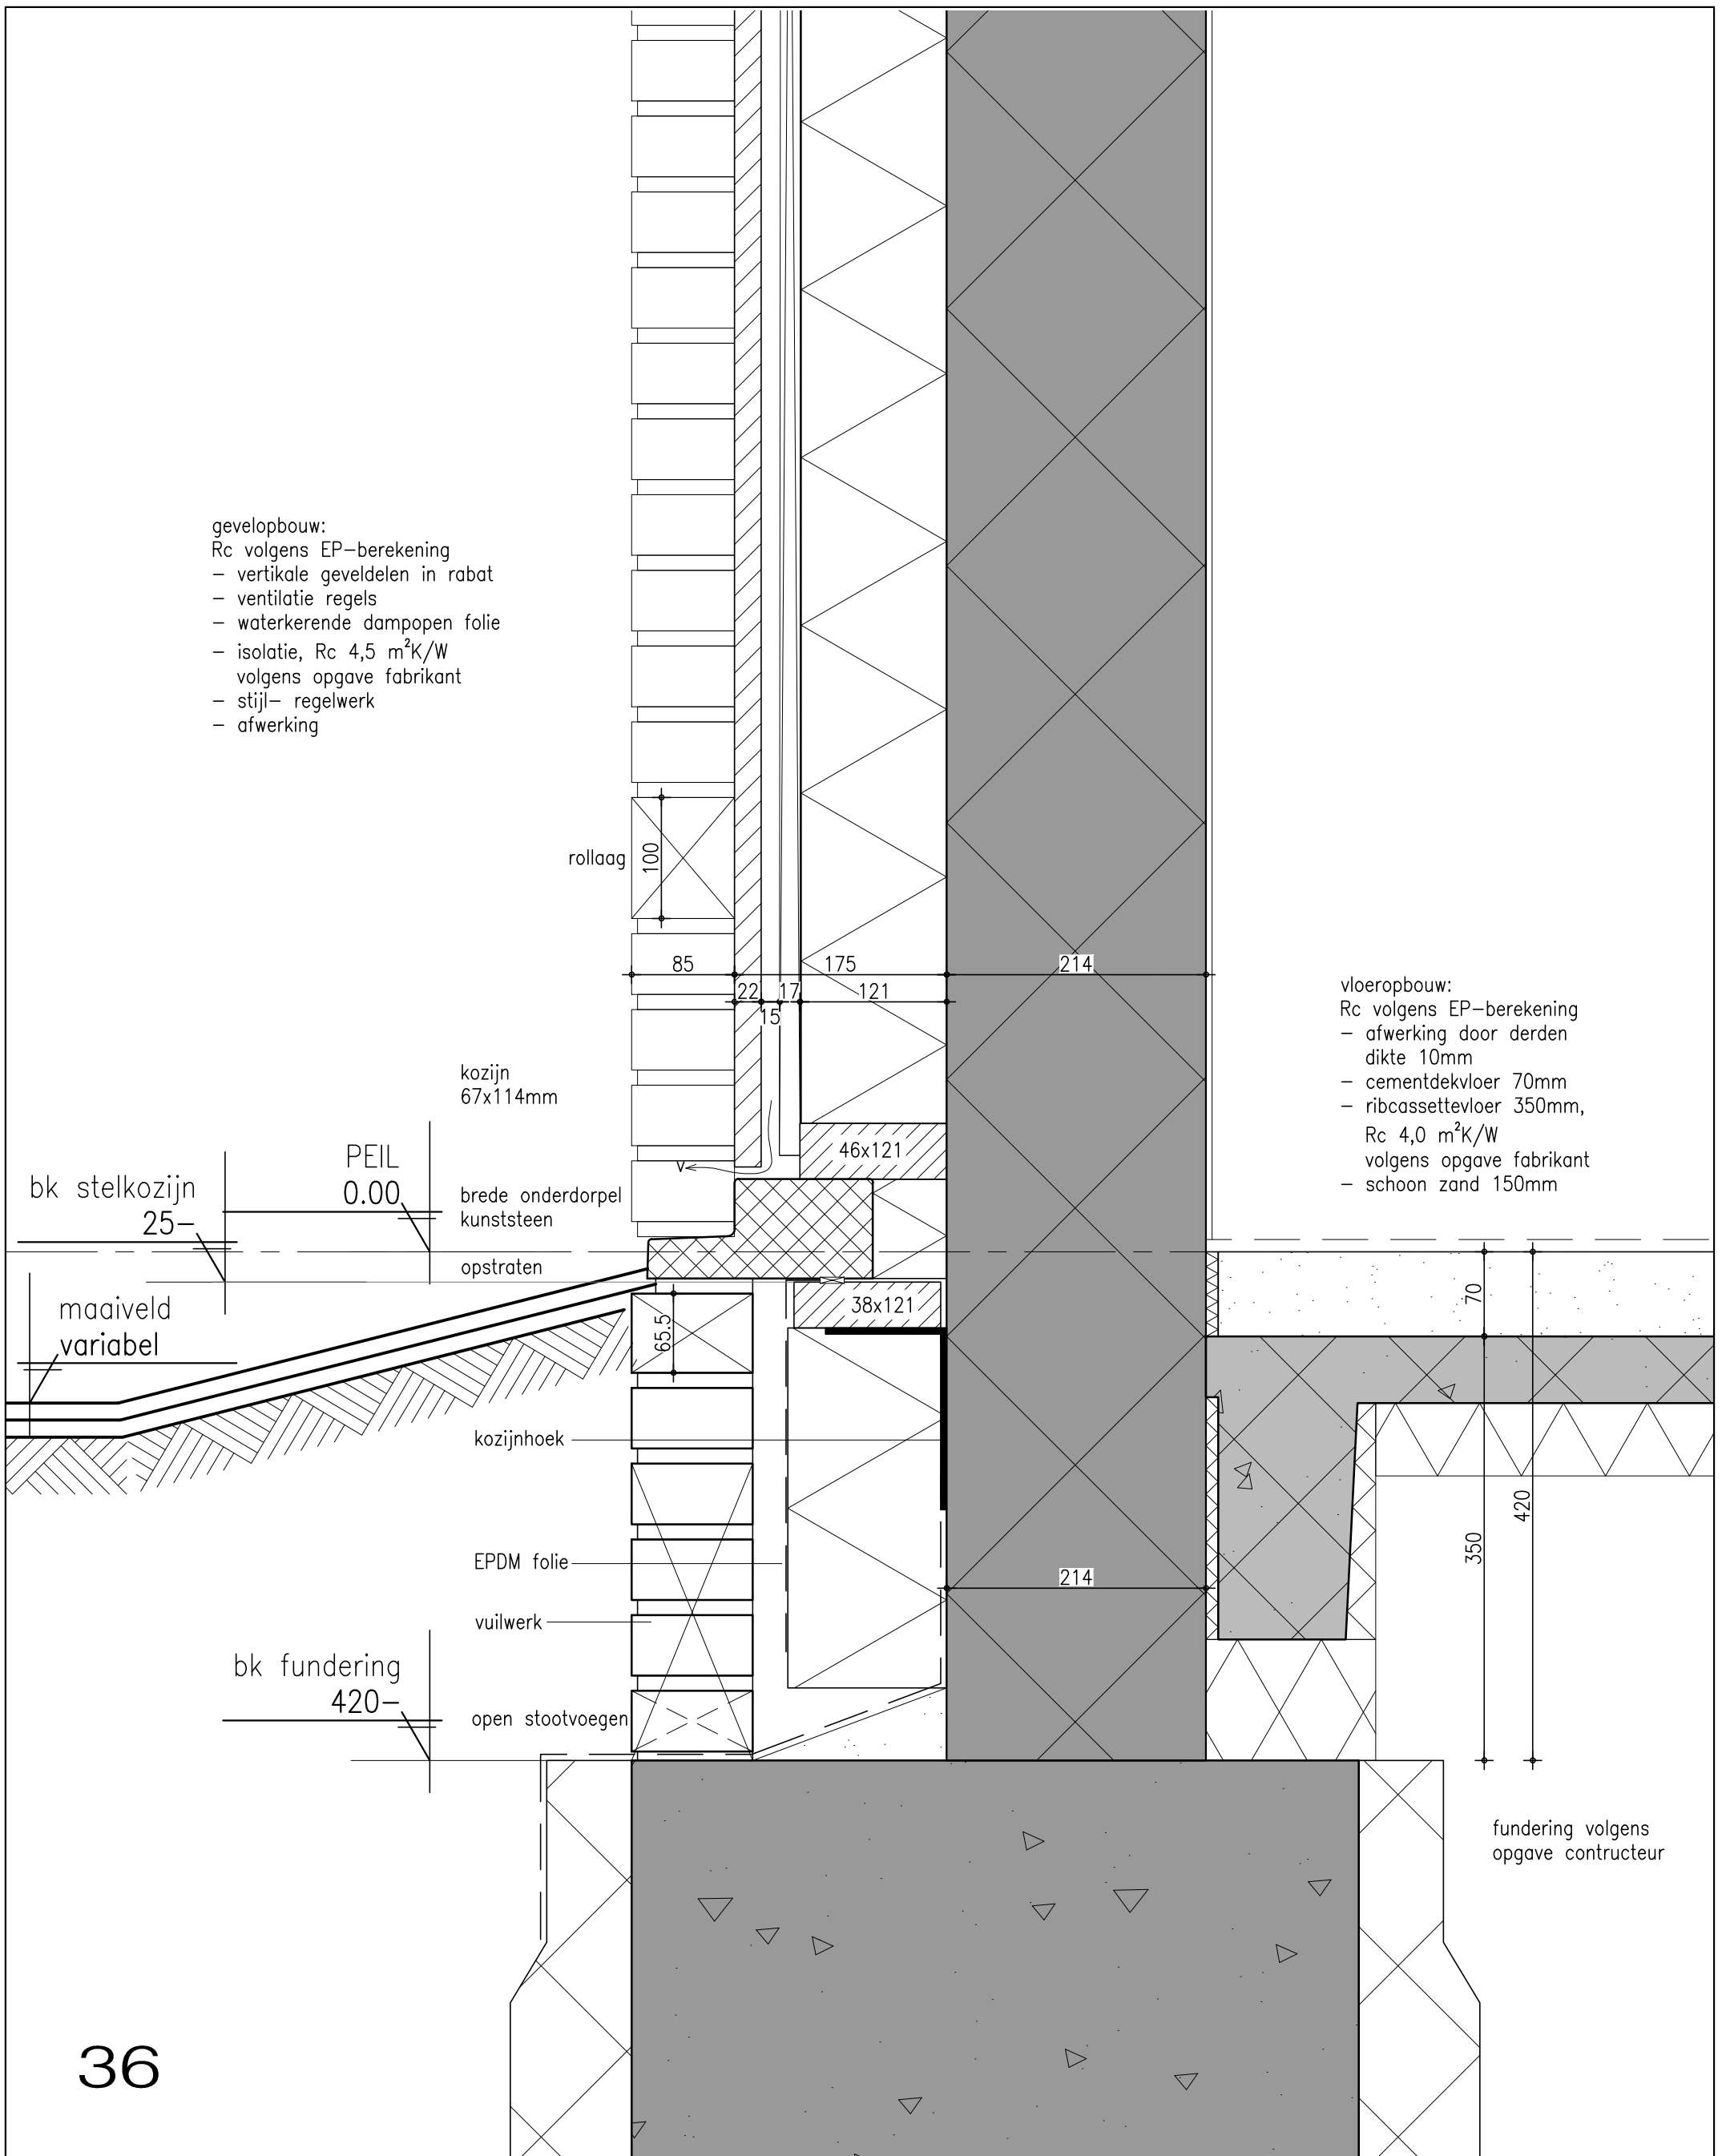 gevelopbouw:
Rc volgens EP-berekening
- vertikale geveldelen in rabat
- ventilatie regels
- waterkerende dampopen folie
- isolatie, Rc 4,5 m²K/W
volgens opgave fabrikant
- stijl- regelwerk
- afwerking
rollaag
100
85
175
214
22
15
17
121
vloeropbouw:
Rc volgens EP-berekening
- afwerking door derden
dikte 10mm
- cementdekvloer 70mm
- ribcassettevloer 350mm,
Rc 4,0 m²K/W
volgens opgave fabrikant
- schoon zand 150mm
kozijn
67x114mm
46x121
PEIL
0.00
bk stelkozijn
25-
brede onderdorpel
kunststeen
opstraten
maaiveld
variabel
38x121
65.5
70
kozijnhoek
350
420
EPDM folie
214
vuilwerk
bk fundering
420-
open stootvoegen
fundering volgens
opgave contructeur
36